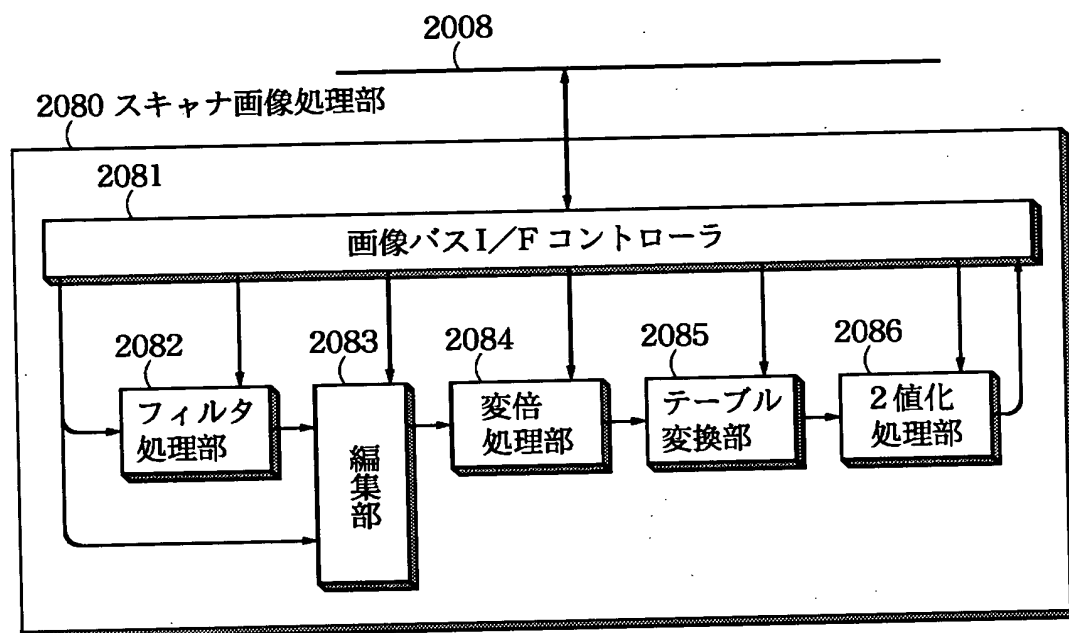 2008
2080 スキャナ画像処理部
2081
画像バスI/Fコントローラ
2082
フィルタ
処理部
2083
編集部
2084
変倍
処理部
2085
テーブル
変換部
2086
2値化
処理部